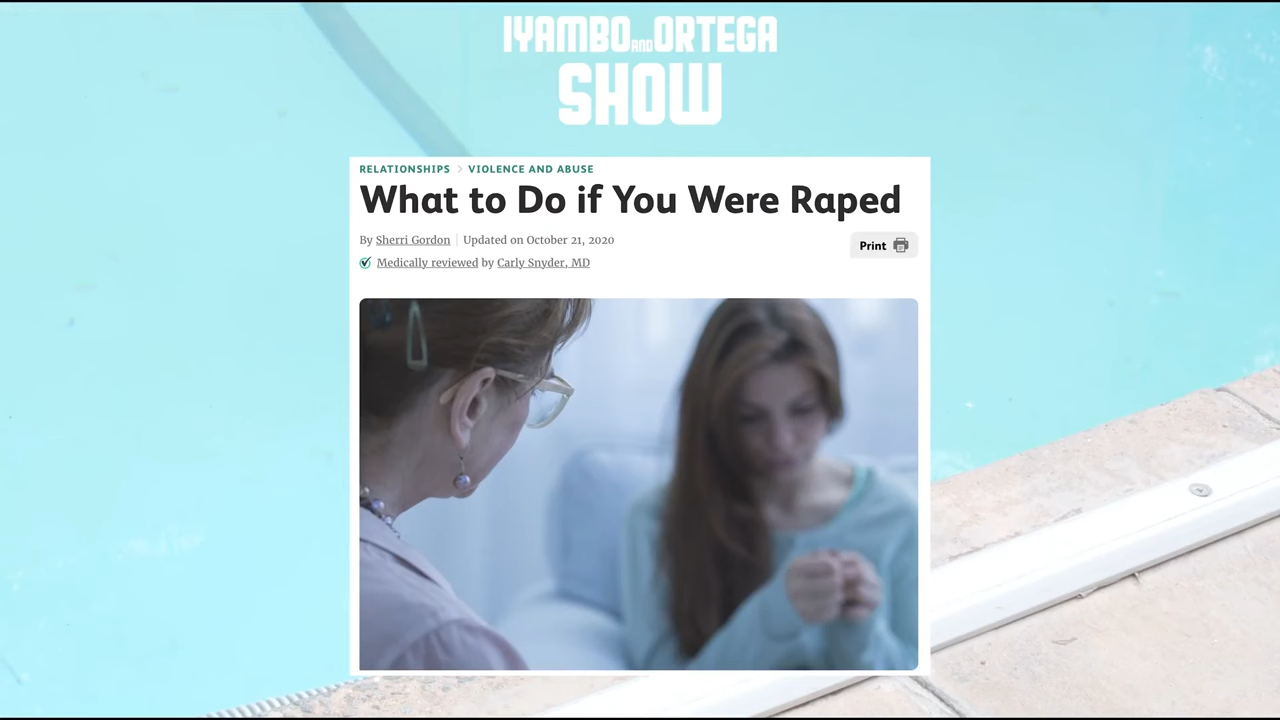 IYAMBO AND ORTEGA
SHOW
RELATIONSHIPS > VIOLENCE AND ABUSE
What to Do if You Were Raped
By Sherri Gordon | Updated on October 21, 2020
Print
Medically reviewed by Carly Snyder, MD